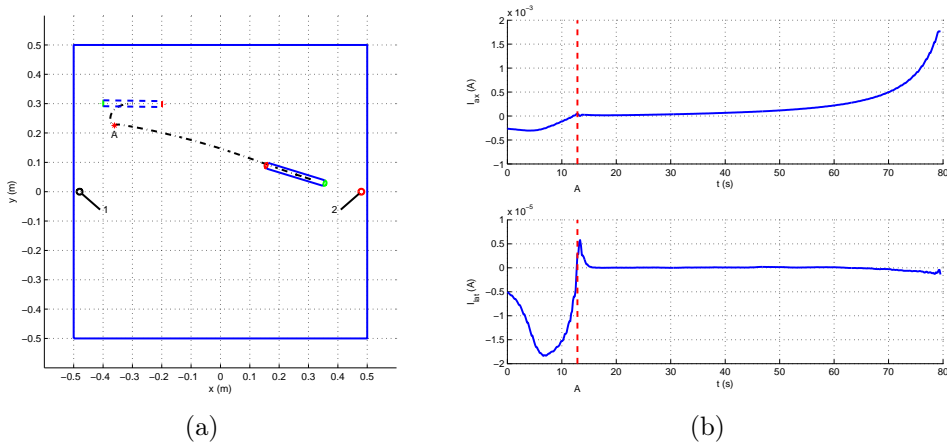 0.5
0.4
0.3
0.2
0.1
0
−0.1
−0.2
−0.3
−0.4
−0.5
y (m)
A
1
2
−0.5 −0.4 −0.3 −0.2 −0.1 0 0.1 0.2 0.3 0.4 0.5
x (m)
(a)
x 10⁻³
2
1.5
1
0.5
0
−0.5
−1
I_ax (A)
0 10 20 30 40 50 60 70 80
t (s)
A
x 10⁻⁵
1
0.5
0
−0.5
−1
−1.5
−2
I_lat (A)
0 10 20 30 40 50 60 70 80
t (s)
A
(b)